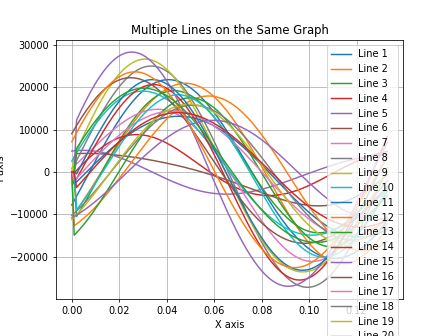 Multiple Lines on the Same Graph
30000
20000
10000
0
−10000
−20000
0.00
0.02
0.04
0.06
0.08
0.10
X axis
Line 1
Line 2
Line 3
Line 4
Line 5
Line 6
Line 7
Line 8
Line 9
Line 10
Line 11
Line 12
Line 13
Line 14
Line 15
Line 16
Line 17
Line 18
Line 19
Line 20